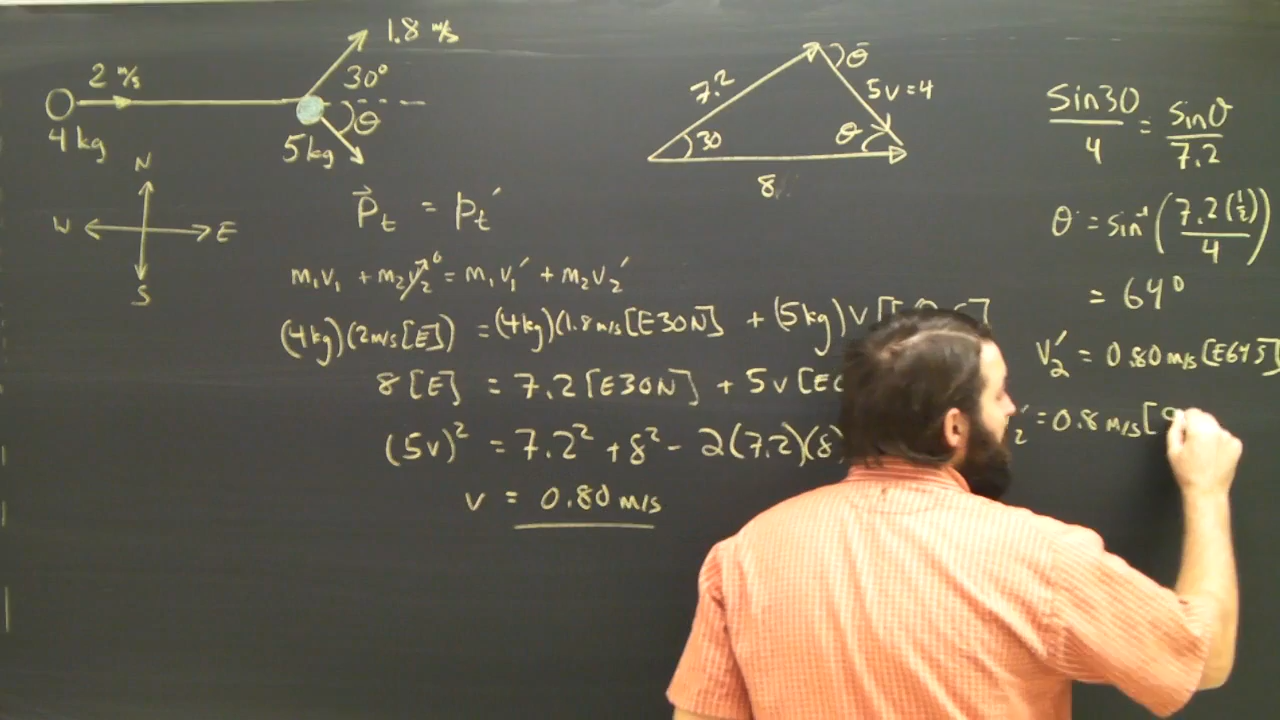 2 m/s
4 kg
1.8 m/s
30°
θ
5 kg
N
W E
S
7.2
30
8
θ
5v=4
θ
p⃗t = pt′
m₁v₁ + m₂v₂⁰ = m₁v₁′ + m₂v₂′
(4kg)(2m/s[E]) = (4kg)(1.8m/s[E30N] + (5kg)v[E
8[E] = 7.2[E30N] + 5v[E
(5v)² = 7.2² + 8² - 2(7.2)(8)
v = 0.80 m/s
Sin30/4 = sinθ/7.2
θ = sin⁻¹(7.2(½)/4)
= 64°
v₂′ = 0.80 m/s [E64S]
₂′ = 0.8 m/s [